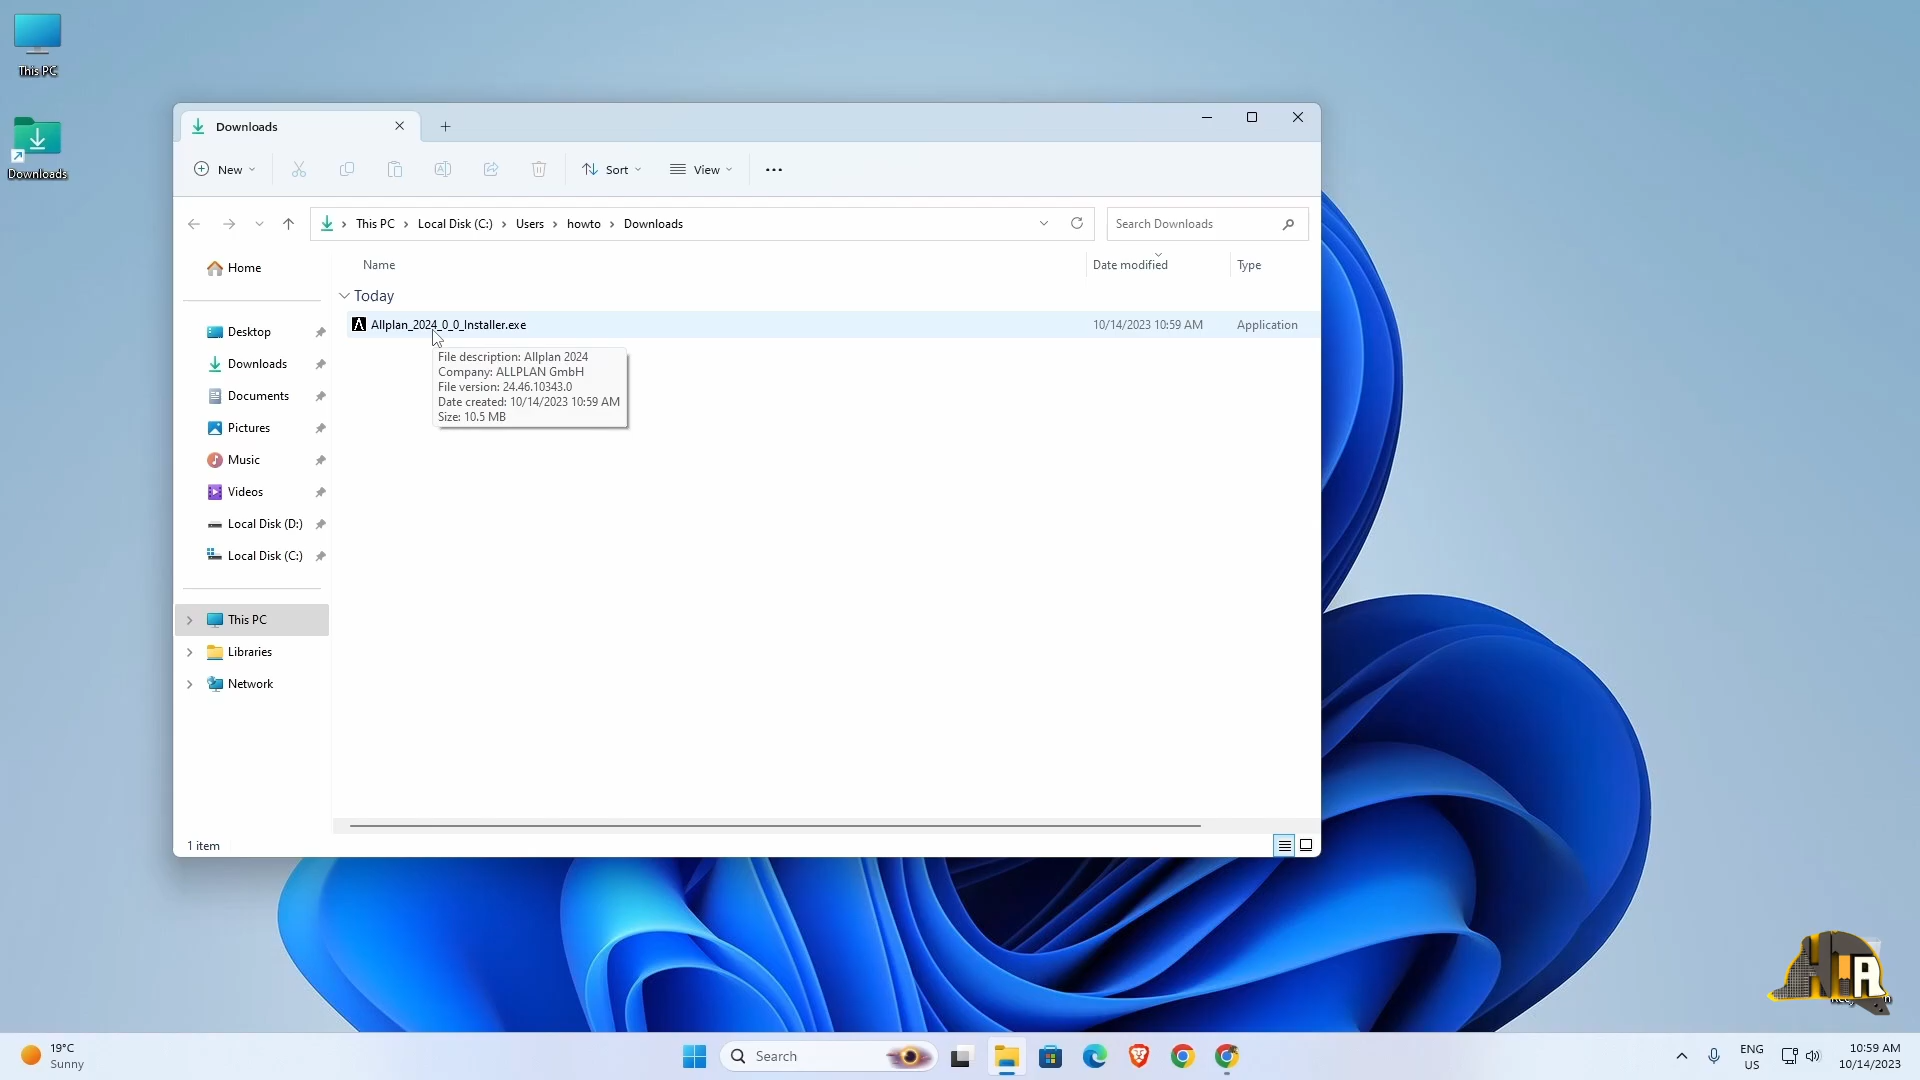 This PC
Downloads
Downloads
New
Sort
View
This PC > Local Disk (C:) > Users > howto > Downloads
Search Downloads
Home
Desktop
Downloads
Documents
Pictures
Music
Videos
Local Disk (D:)
Local Disk (C:)
This PC
Libraries
Network
Name Date modified Type
Today
Allplan_2024_0_0_Installer.exe 10/14/2023 10:59 AM Application
File description: Allplan 2024
Company: ALLPLAN GmbH
File version: 24.46.10343.0
Date created: 10/14/2023 10:59 AM
Size: 10.5 MB
1 item
HTA
19°C
Sunny
Search
ENG
US
10:59 AM
10/14/2023